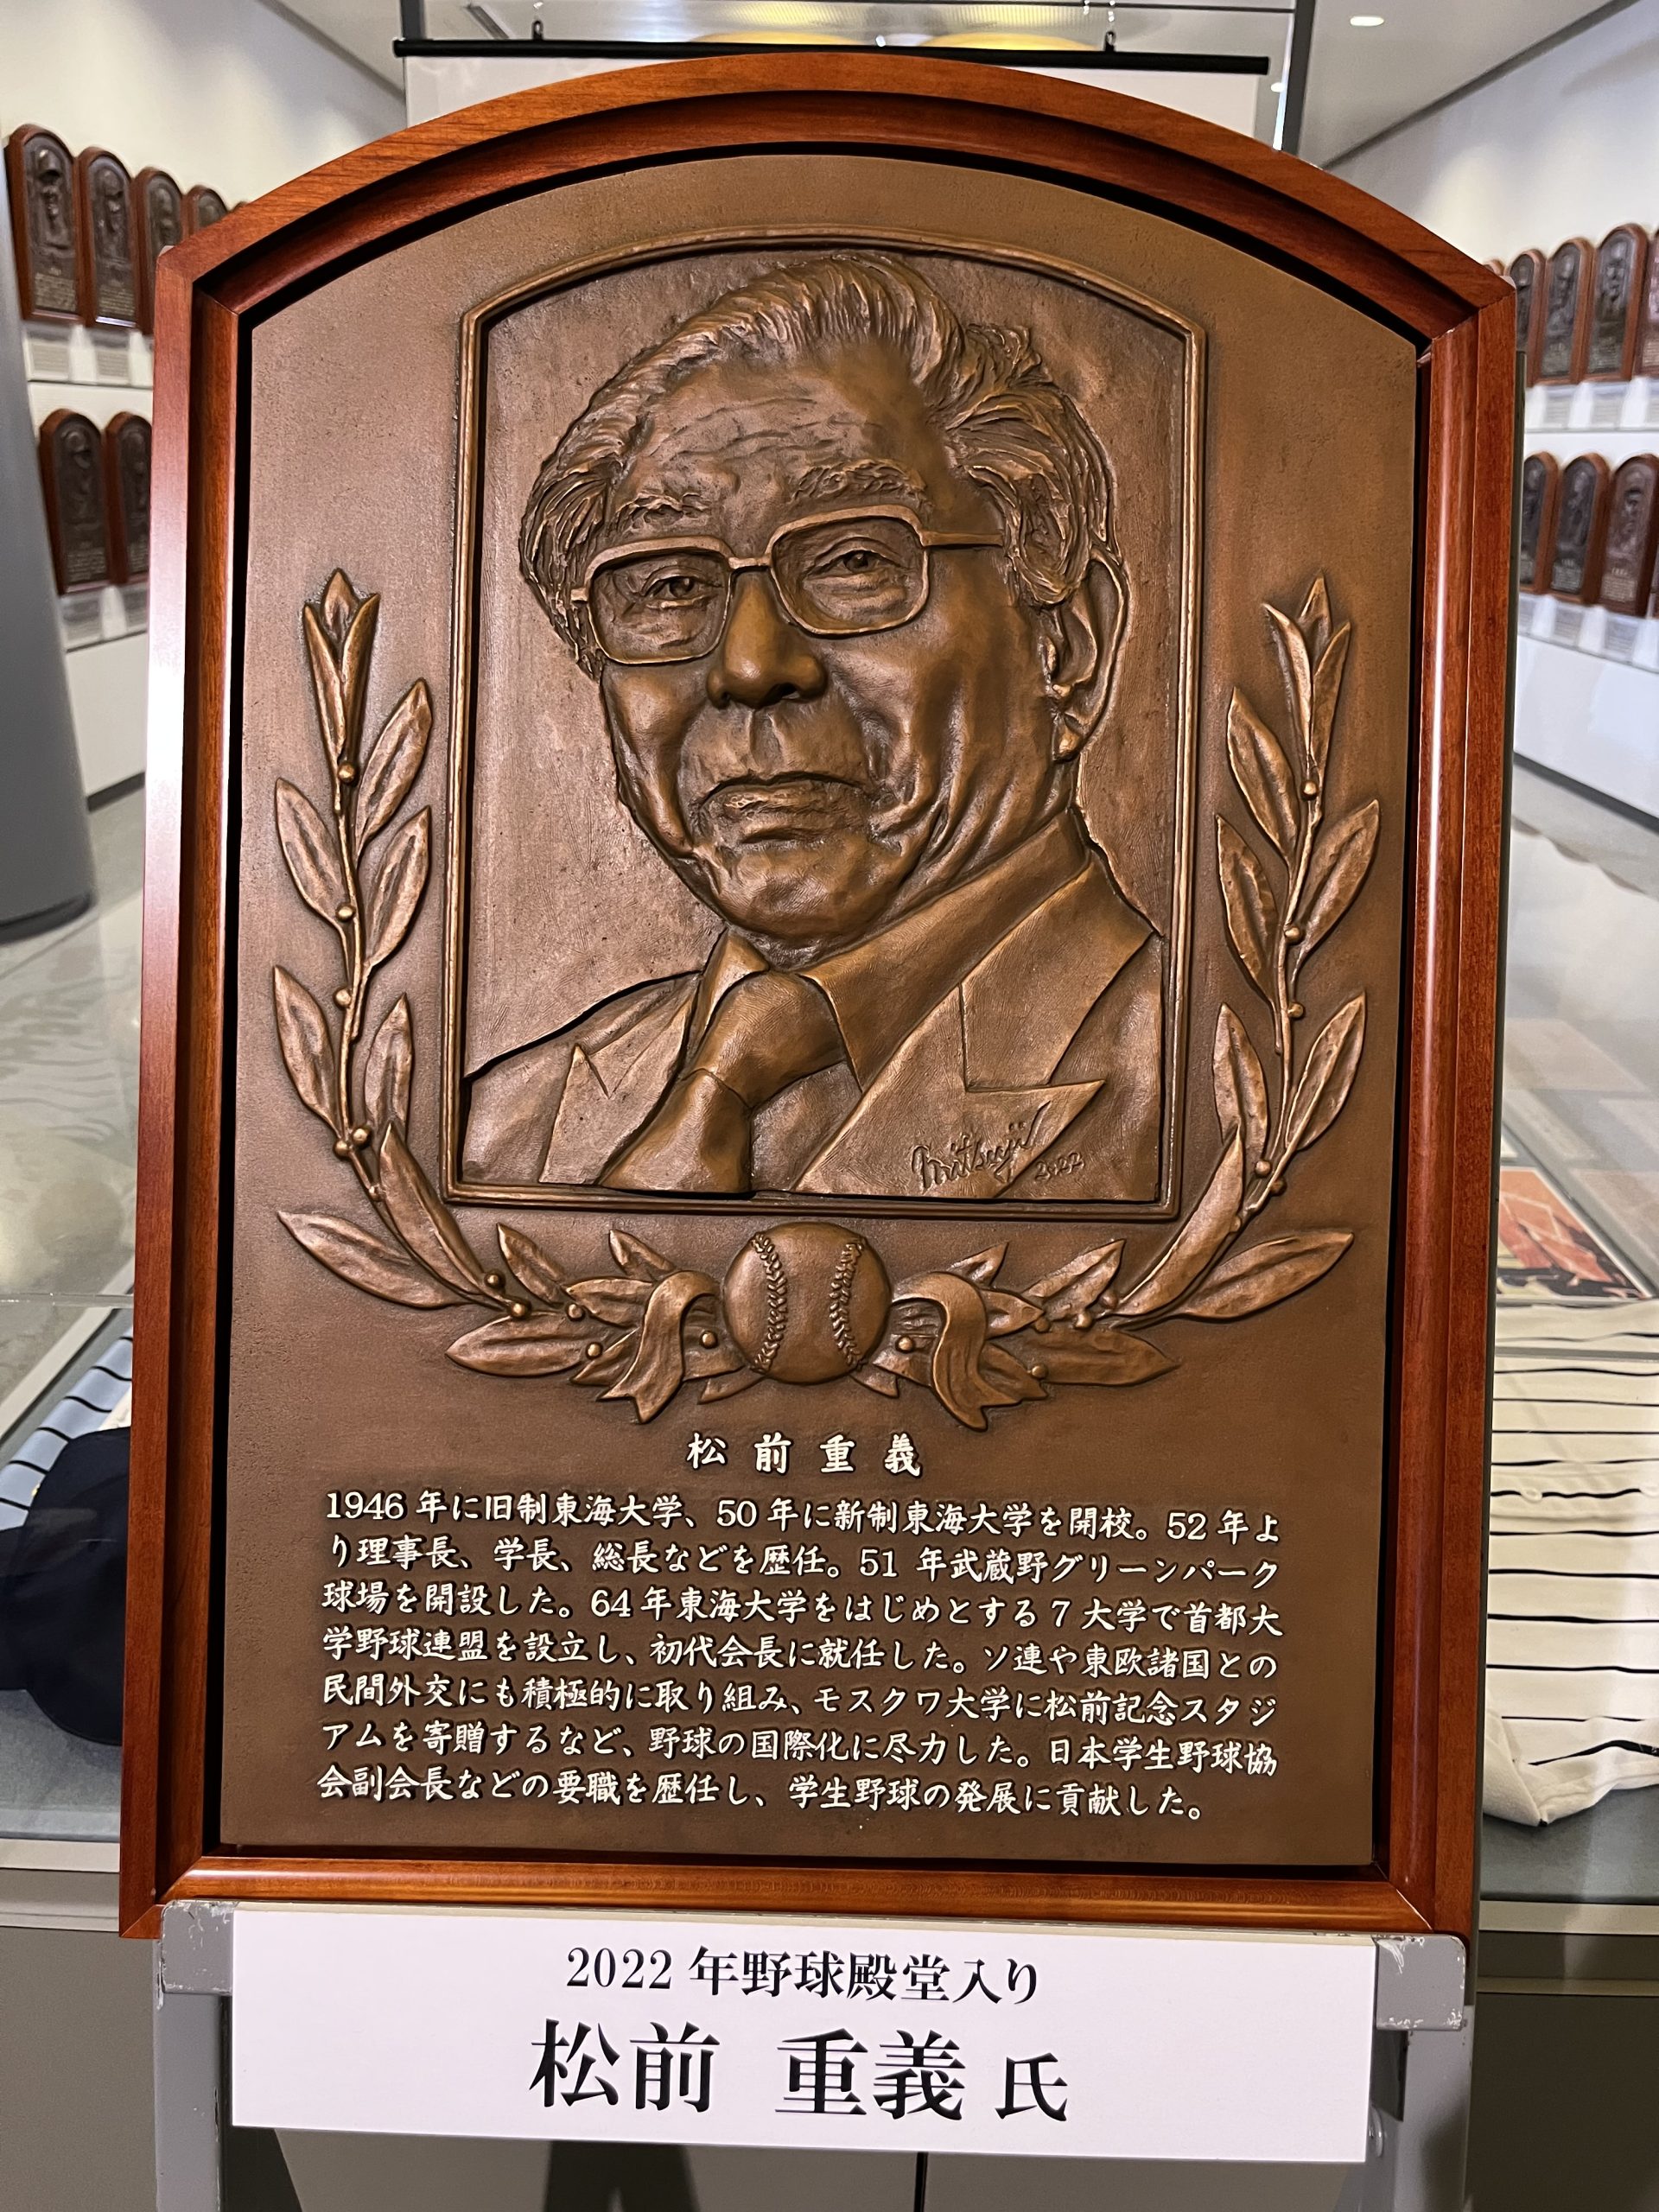 Mitsuji
3.22
松前重義
1946年に旧制東海大学、50年に新制東海大学を開校。52年よ
り理事長、学長、総長などを歴任。51年武蔵野グリーンパーク
球場を開設した。64年東海大学をはじめとする7大学で首都大
学野球連盟を設立し、初代会長に就任した。ソ連や東欧諸国との
民間外交にも積極的に取り組み、モスクワ大学に松前記念スタジ
アムを寄贈するなど、野球の国際化に尽力した。日本学生野球協
会副会長などの要職を歴任し、学生野球の発展に貢献した。
2022年野球殿堂入り
松前 重義 氏